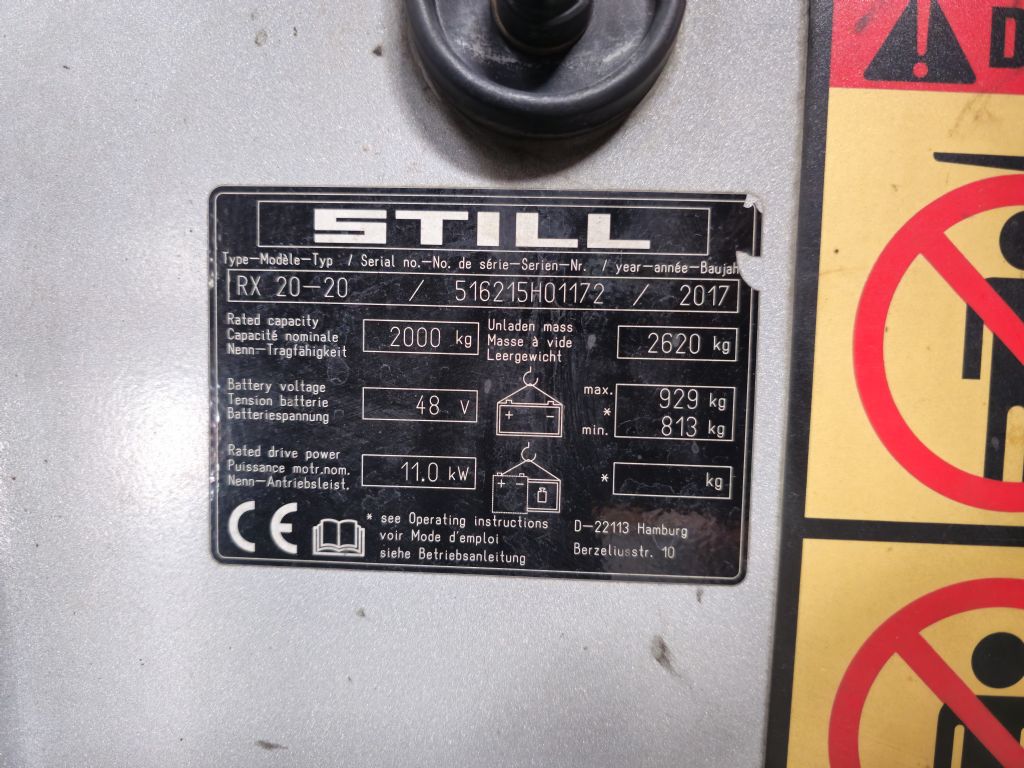 STILL
Type-Modèle-Typ / Serial no.-No. de série-Serien-Nr. / year-année-Baujah
RX 20-20 / 516215H01172 / 2017
Rated capacity
Capacité nominale
Nenn-Tragfähigkeit
2000 kg
Unladen mass
Masse à vide
Leergewicht
2620 kg
Battery voltage
Tension batterie
Batteriespannung
48 V
+ -
max. 929 kg
*
min. 813 kg
Rated drive power
Puissance motr.nom.
Nenn-Antriebsleist.
11.0 kW
+ -
* kg
CE
* see Operating instructions
voir Mode d'emploi
siehe Betriebsanleitung
D-22113 Hamburg
Berzeliusstr. 10
! D